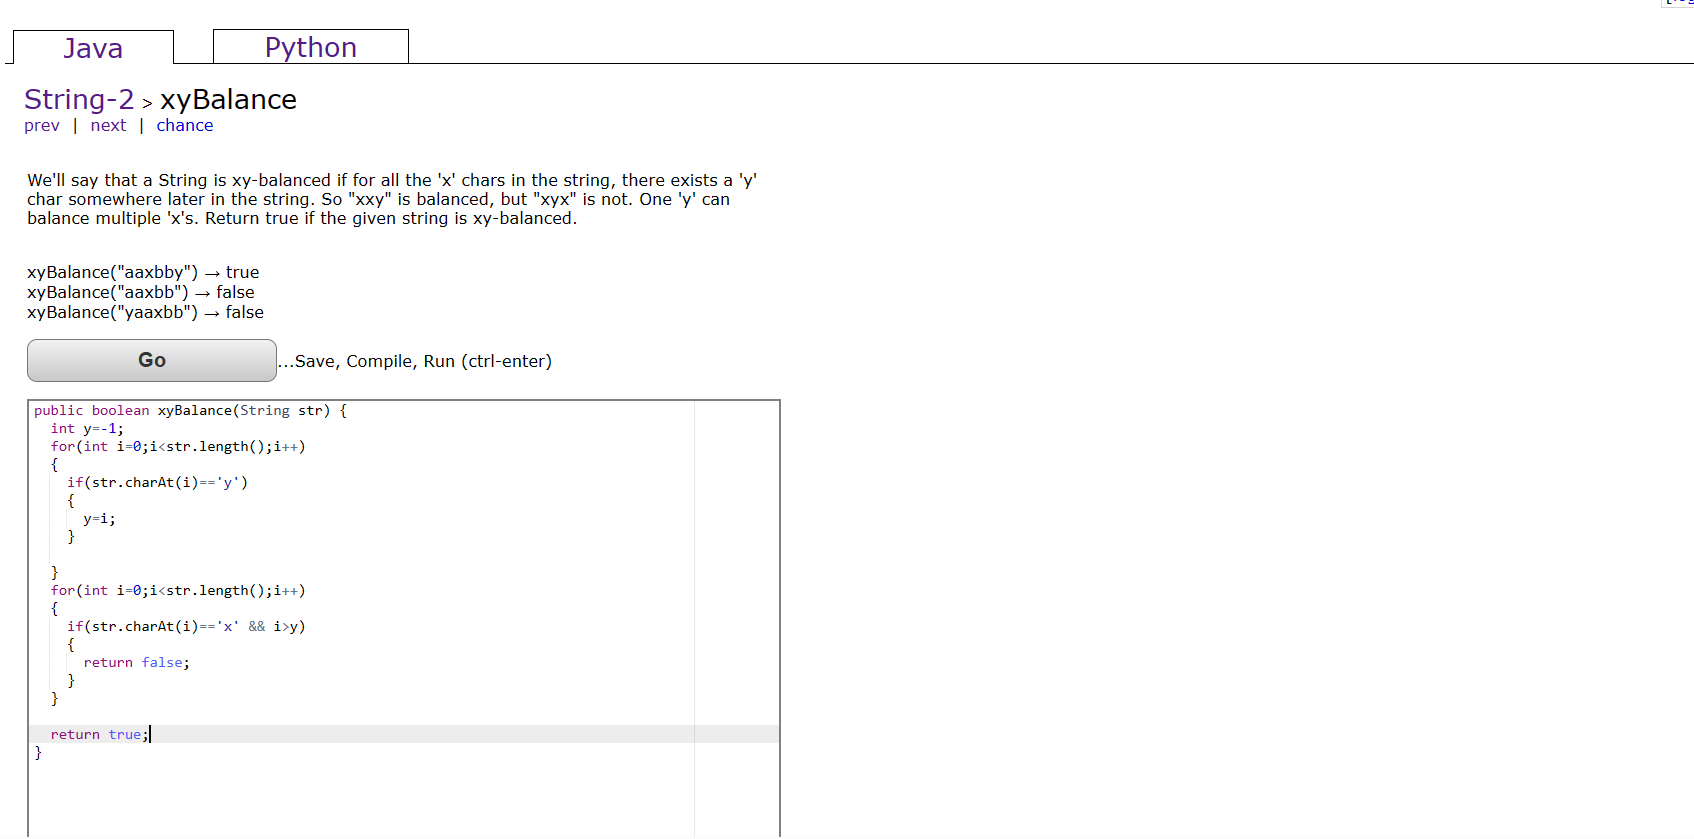 Java
Python
String-2 > xyBalance
prev | next | chance
We'll say that a String is xy-balanced if for all the 'x' chars in the string, there exists a 'y'
char somewhere later in the string. So "xxy" is balanced, but "xyx" is not. One 'y' can
balance multiple 'x's. Return true if the given string is xy-balanced.
xyBalance("aaxbby") → true
xyBalance("aaxbb") → false
xyBalance("yaaxbb") → false
Go ...Save, Compile, Run (ctrl-enter)
public boolean xyBalance(String str) {
  int y=-1;
  for(int i=0;i<str.length();i++)
  {
    if(str.charAt(i)=='y')
    {
      y=i;
    }
  }
  for(int i=0;i<str.length();i++)
  {
    if(str.charAt(i)=='x' && i>y)
    {
      return false;
    }
  }
  return true;
}